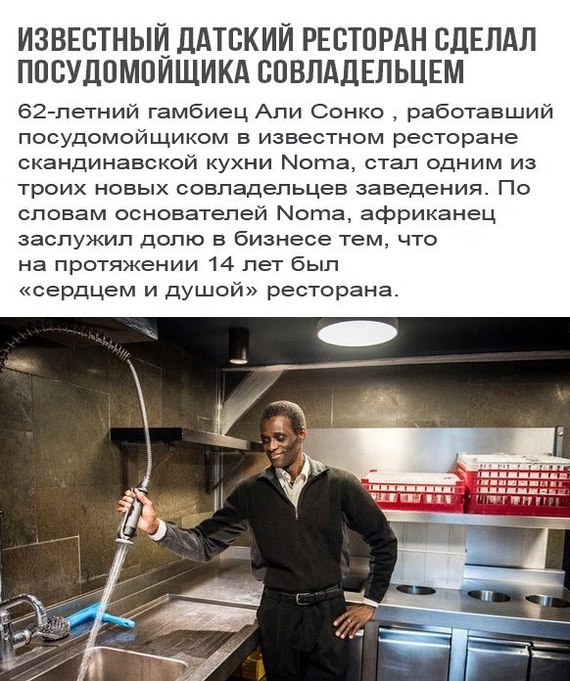 ИЗВЕСТНЫЙ ДАТСКИЙ РЕСТОРАН СДЕЛАЛ
ПОСУДОМОЙЩИКА СОВЛАДЕЛЬЦЕМ
62-летний гамбиец Али Сонко , работавший
посудомойщиком в известном ресторане
скандинавской кухни Noma, стал одним из
троих новых совладельцев заведения. По
словам основателей Noma, африканец
заслужил долю в бизнесе тем, что
на протяжении 14 лет был
«сердцем и душой» ресторана.